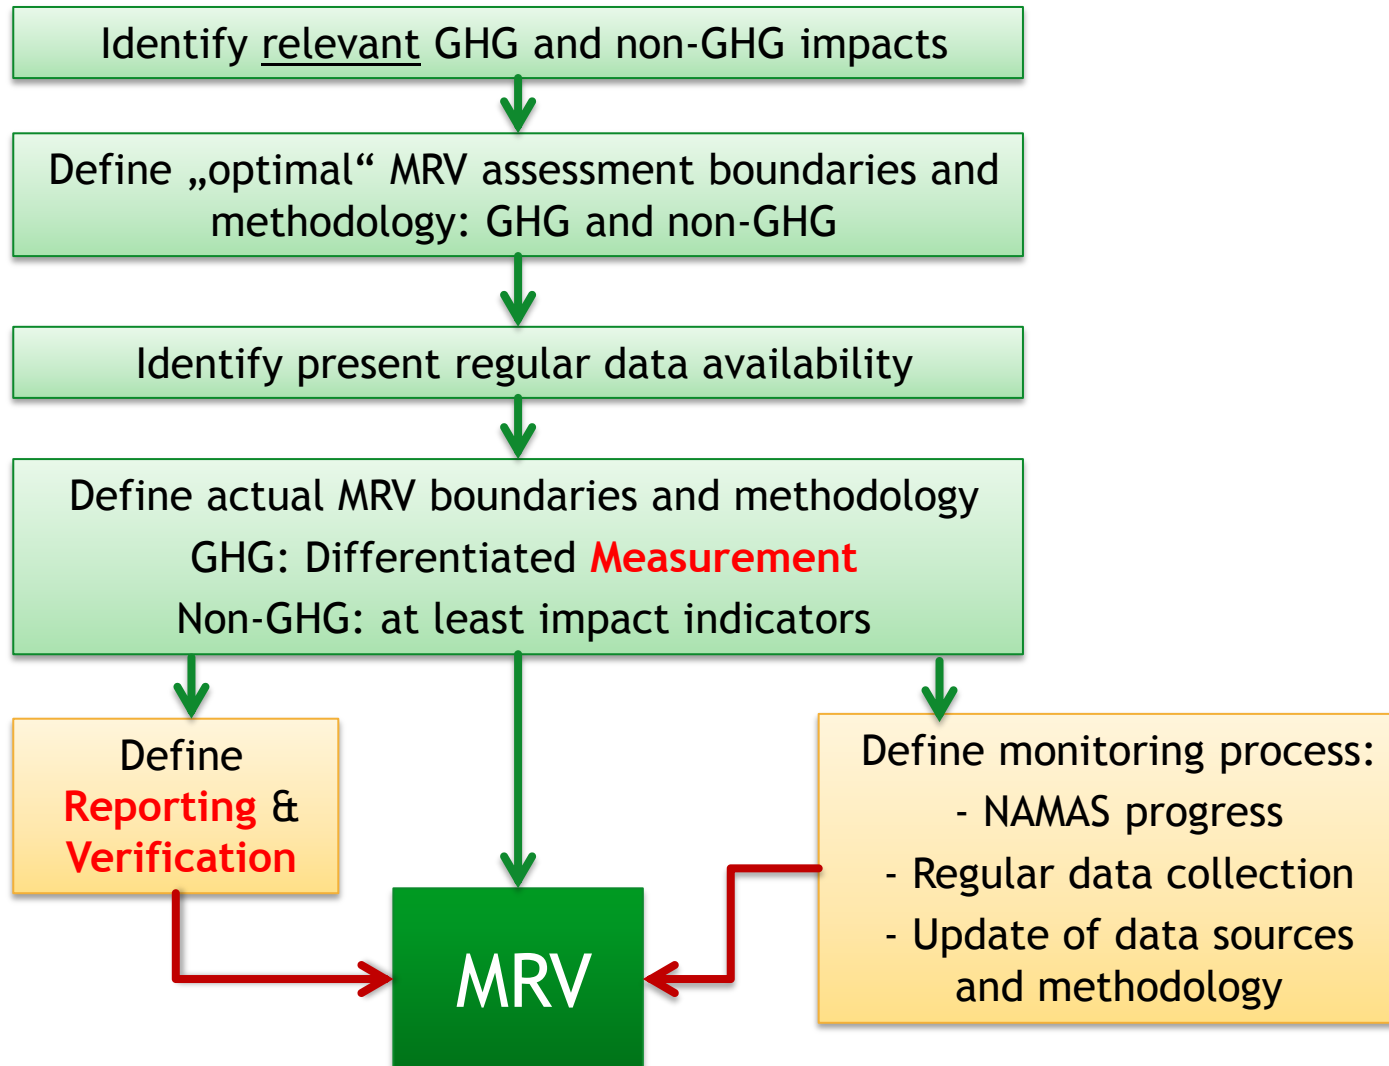 Identify relevant GHG and non-GHG impacts
Define „optimal“ MRV assessment boundaries and
methodology: GHG and non-GHG
Identify present regular data availability
Define actual MRV boundaries and methodology
GHG: Differentiated Measurement
Non-GHG: at least impact indicators
Define
Reporting &
Verification
Define monitoring process:
- NAMAS progress
- Regular data collection
- Update of data sources
and methodology
MRV